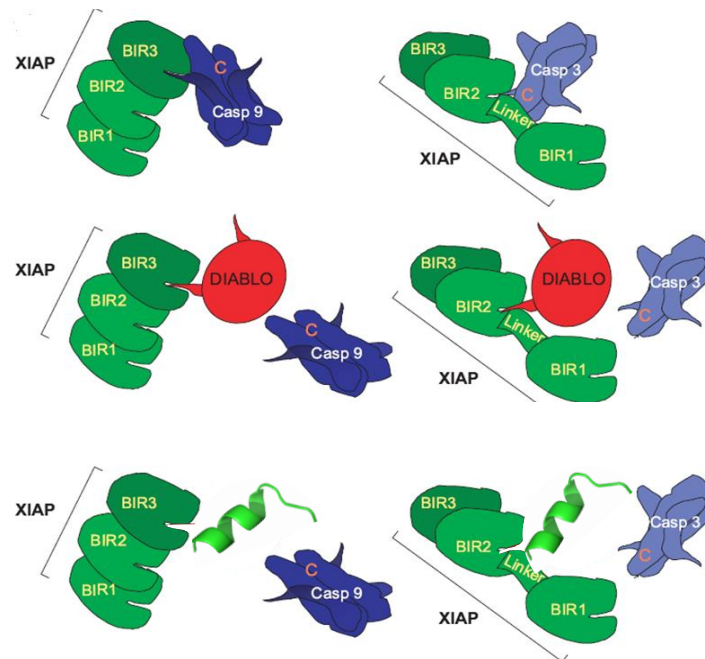 XIAP
BIR3
BIR2
BIR1
C
Casp 9
BIR3
BIR2
C
Casp 3
Linker
BIR1
XIAP
XIAP
BIR3
BIR2
BIR1
DIABLO
C
Casp 9
BIR3
BIR2
DIABLO
Linker
BIR1
Casp 3
C
XIAP
XIAP
BIR3
BIR2
BIR1
C
Casp 9
BIR3
BIR2
Linker
BIR1
Casp 3
C
XIAP